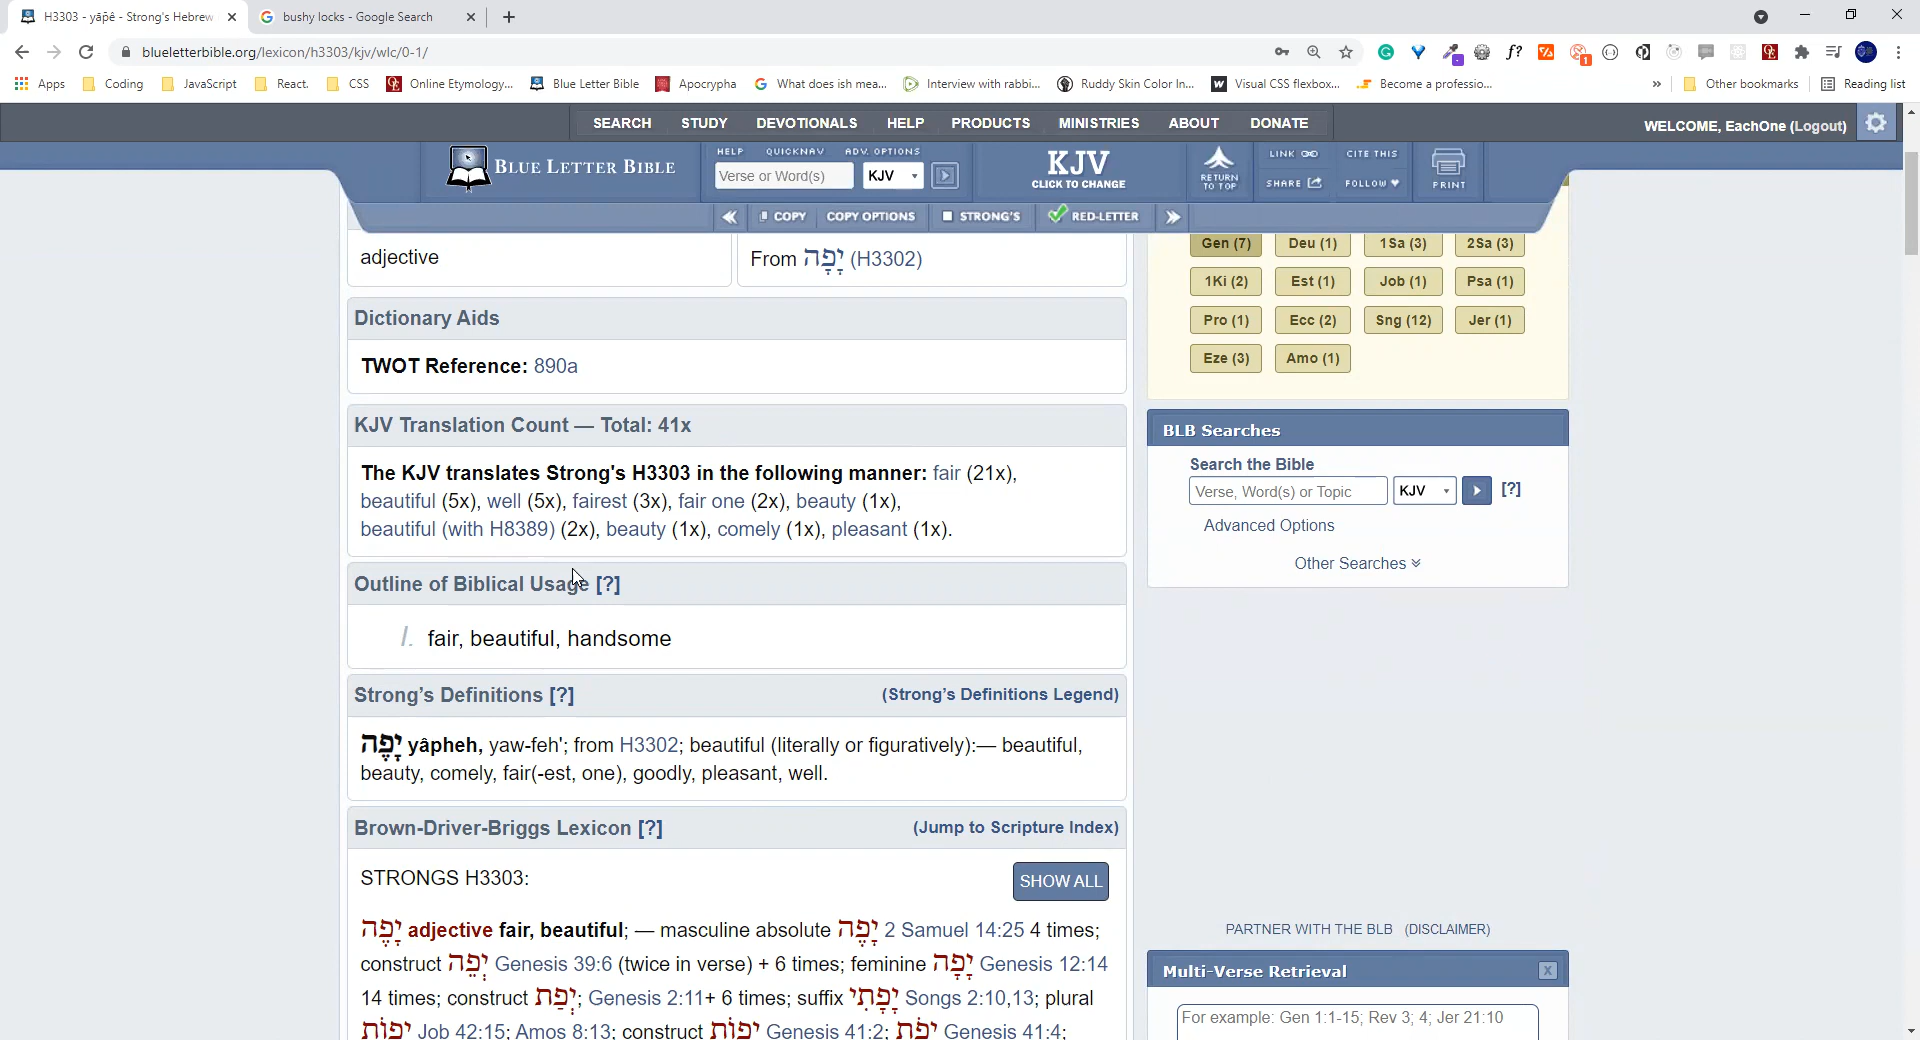 H3303 - yāp̄ê - Strong's Hebrew
bushy locks - Google Search
blueletterbible.org/lexicon/h3303/kjv/wlc/0-1/
Apps
Coding
JavaScript
React.
CSS
Online Etymology...
Blue Letter Bible
Apocrypha
What does ish mea...
Interview with rabbi...
Ruddy Skin Color In...
Visual CSS flexbox...
Become a professio...
»
Other bookmarks
Reading list
SEARCH STUDY DEVOTIONALS HELP PRODUCTS MINISTRIES ABOUT DONATE
WELCOME, EachOne (Logout)
BLUE LETTER BIBLE
HELP QUICKNAV ADV. OPTIONS
Verse or Word(s) KJV
KJV
CLICK TO CHANGE
RETURN
TO TOP
LINK
CITE THIS
SHARE
FOLLOW
PRINT
COPY COPY OPTIONS STRONG'S RED-LETTER
adjective
From יָפָה (H3302)
Dictionary Aids
TWOT Reference: 890a
KJV Translation Count — Total: 41x
The KJV translates Strong's H3303 in the following manner: fair (21x),
beautiful (5x), well (5x), fairest (3x), fair one (2x), beauty (1x),
beautiful (with H8389) (2x), beauty (1x), comely (1x), pleasant (1x).
Outline of Biblical Usage [?]
I. fair, beautiful, handsome
Strong's Definitions [?]
(Strong's Definitions Legend)
יָפֶה yâpheh, yaw-feh'; from H3302; beautiful (literally or figuratively):— beautiful,
beauty, comely, fair(-est, one), goodly, pleasant, well.
Brown-Driver-Briggs Lexicon [?]
(Jump to Scripture Index)
STRONGS H3303:
SHOW ALL
יָפֶה adjective fair, beautiful; — masculine absolute יָפֶה 2 Samuel 14:25 4 times;
construct יְפֵה Genesis 39:6 (twice in verse) + 6 times; feminine יָפָה Genesis 12:14
14 times; construct יְפַת; Genesis 2:11+ 6 times; suffix יָפָתִי Songs 2:10,13; plural
יפות Job 42:15; Amos 8:13; construct יפות Genesis 41:2; יפת Genesis 41:4;
Gen (7) Deu (1) 1Sa (3) 2Sa (3)
1Ki (2) Est (1) Job (1) Psa (1)
Pro (1) Ecc (2) Sng (12) Jer (1)
Eze (3) Amo (1)
BLB Searches
Search the Bible
Verse, Word(s) or Topic KJV [?]
Advanced Options
Other Searches
PARTNER WITH THE BLB (DISCLAIMER)
Multi-Verse Retrieval
X
For example: Gen 1:1-15; Rev 3; 4; Jer 21:10